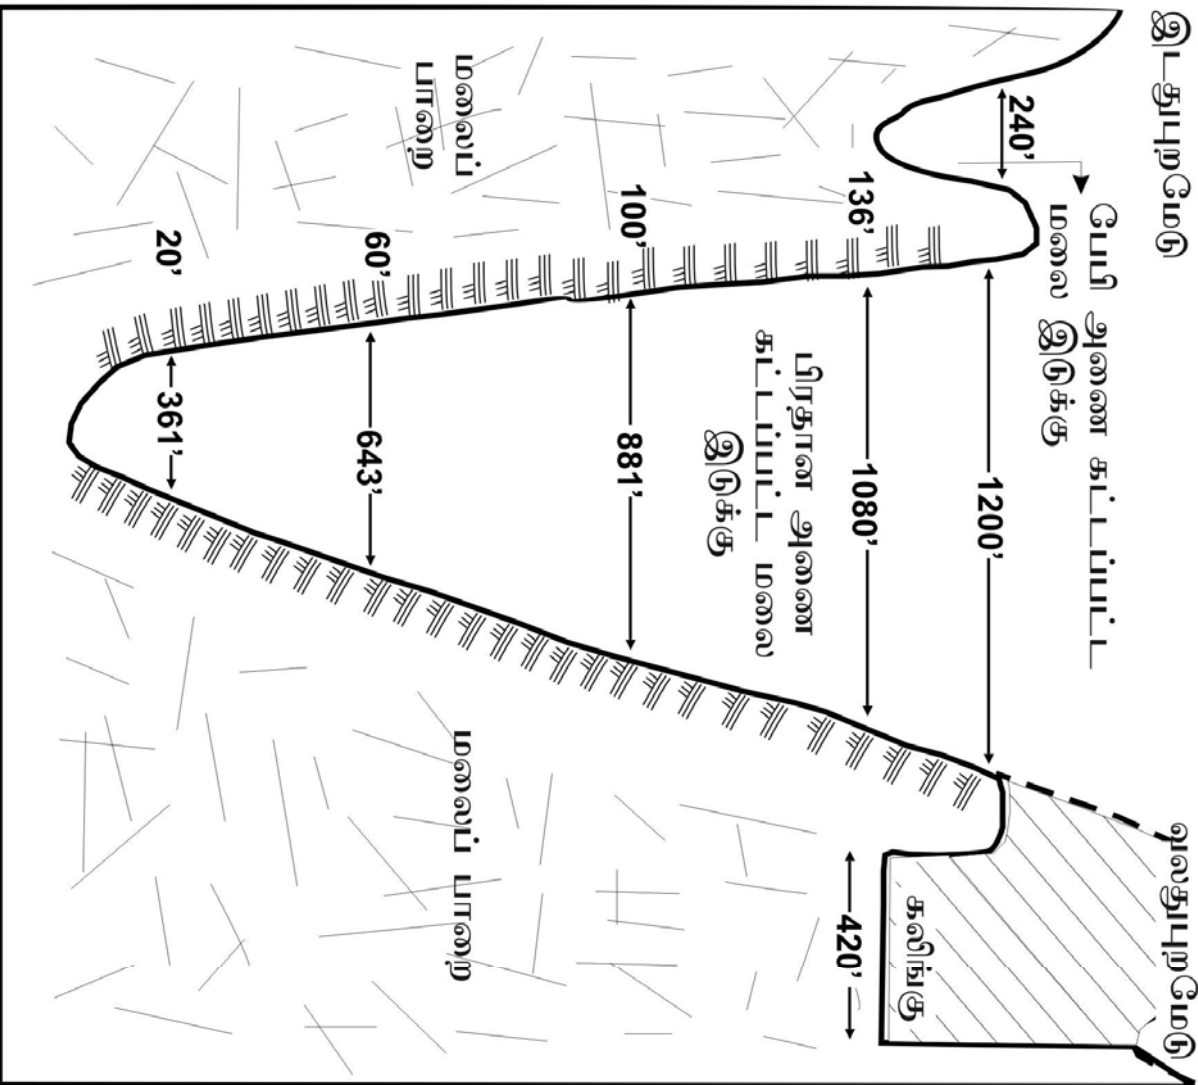 இடதுபுறமேடு
வலதுபுறமேடு
பேபி அணை கட்டப்பட்ட
மலை இடுக்கு
240'
1200'
கலிங்கு
136'
1080'
420'
பிரதான அணை
கட்டப்பட்ட மலை
இடுக்கு
100'
881'
மலைப்
பாறை
மலைப் பாறை
60'
643'
20'
361'